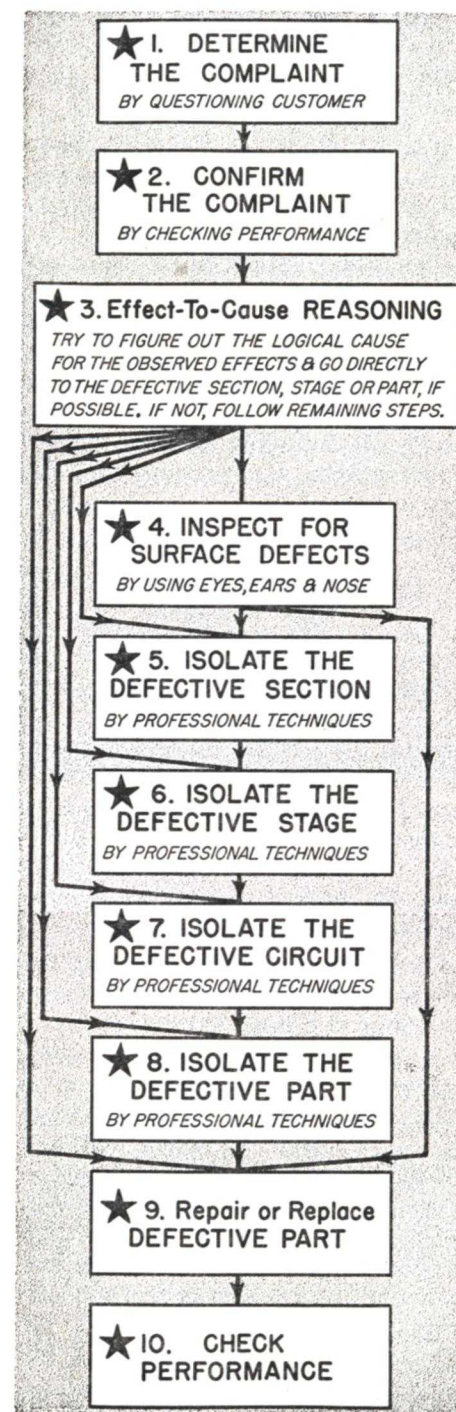 ★ 1. DETERMINE
THE COMPLAINT
BY QUESTIONING CUSTOMER
★ 2. CONFIRM
THE COMPLAINT
BY CHECKING PERFORMANCE
★ 3. Effect-To-Cause REASONING
TRY TO FIGURE OUT THE LOGICAL CAUSE
FOR THE OBSERVED EFFECTS & GO DIRECTLY
TO THE DEFECTIVE SECTION, STAGE OR PART, IF
POSSIBLE. IF NOT, FOLLOW REMAINING STEPS.
★ 4. INSPECT FOR
SURFACE DEFECTS
BY USING EYES, EARS & NOSE
★ 5. ISOLATE THE
DEFECTIVE SECTION
BY PROFESSIONAL TECHNIQUES
★ 6. ISOLATE THE
DEFECTIVE STAGE
BY PROFESSIONAL TECHNIQUES
★ 7. ISOLATE THE
DEFECTIVE CIRCUIT
BY PROFESSIONAL TECHNIQUES
★ 8. ISOLATE THE
DEFECTIVE PART
BY PROFESSIONAL TECHNIQUES
★ 9. Repair or Replace
DEFECTIVE PART
★ 10. CHECK
PERFORMANCE